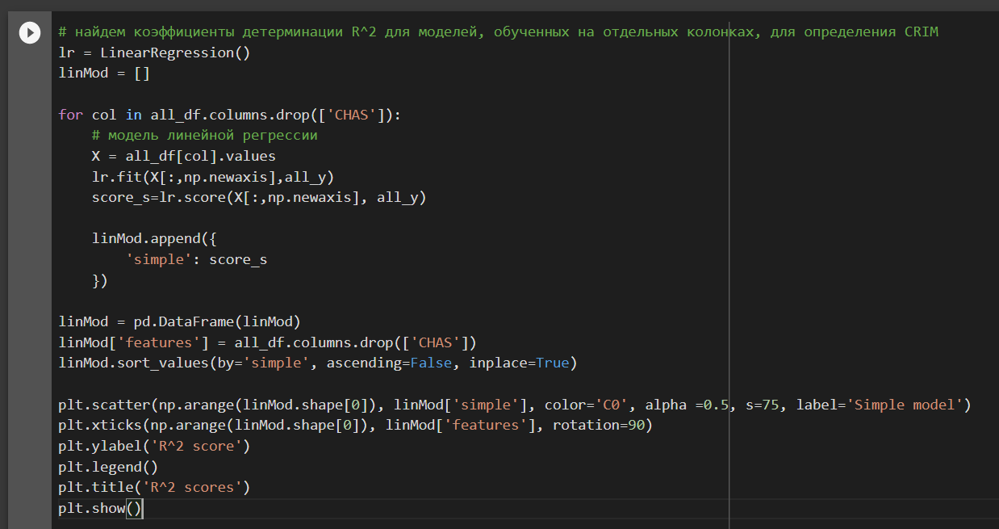 # найдем коэффициенты детерминации R^2 для моделей, обученных на отдельных колонках, для определения CRIM
lr = LinearRegression()
linMod = []
for col in all_df.columns.drop(['CHAS']):
# модель линейной регрессии
X = all_df[col].values
lr.fit(X[:,np.newaxis],all_y)
score_s=lr.score(X[:,np.newaxis], all_y)
linMod.append({
'simple': score_s
})
linMod = pd.DataFrame(linMod)
linMod['features'] = all_df.columns.drop(['CHAS'])
linMod.sort_values(by='simple', ascending=False, inplace=True)
plt.scatter(np.arange(linMod.shape[0]), linMod['simple'], color='C0', alpha =0.5, s=75, label='Simple model')
plt.xticks(np.arange(linMod.shape[0]), linMod['features'], rotation=90)
plt.ylabel('R^2 score')
plt.legend()
plt.title('R^2 scores')
plt.show()